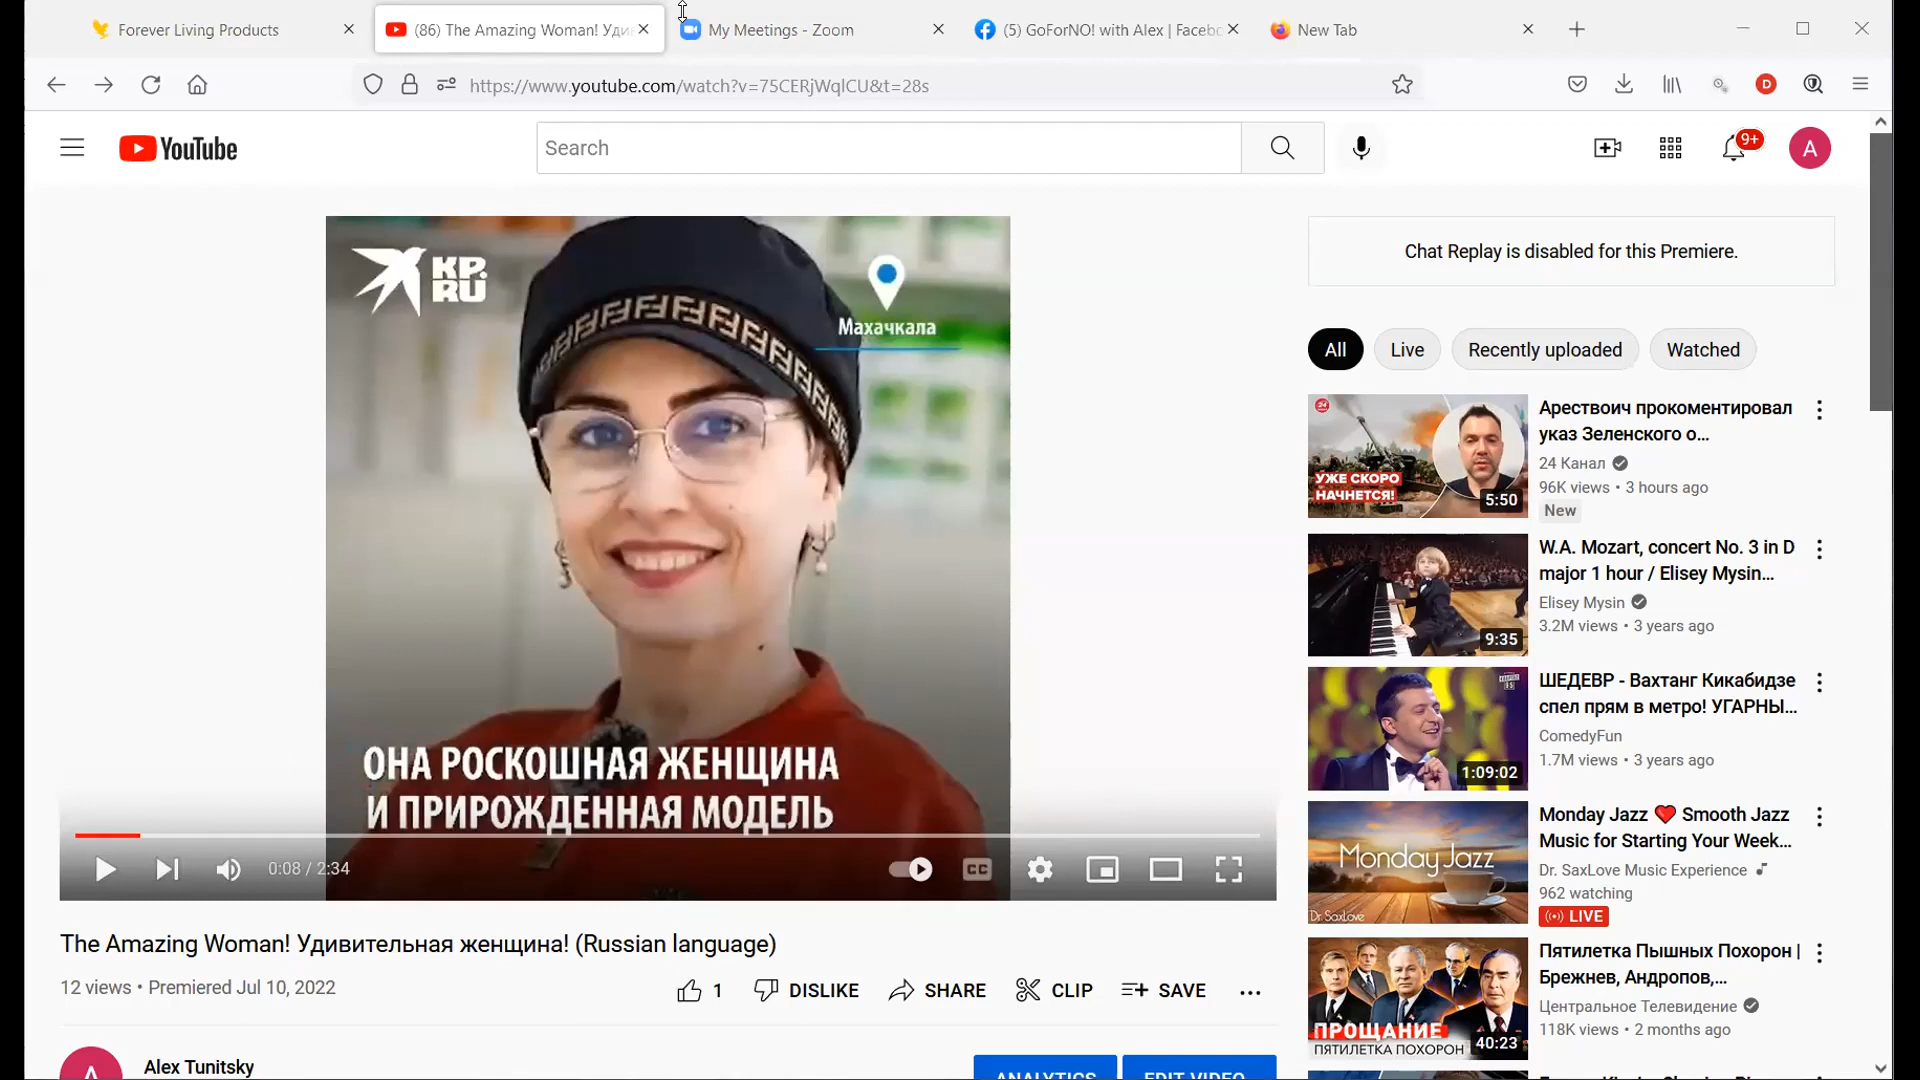 Forever Living Products
(86) The Amazing Woman! Уди
My Meetings - Zoom
(5) GoForNO! with Alex | Facebo
New Tab
https://www.youtube.com/watch?v=75CERjWqlCU&t=28s
D
YouTube
Search
9+
A
KP.
RU
Махачкала
ОНА РОСКОШНАЯ ЖЕНЩИНА
И ПРИРОЖДЕННАЯ МОДЕЛЬ
0:08 / 2:34
CC
The Amazing Woman! Удивительная женщина! (Russian language)
12 views • Premiered Jul 10, 2022
1
DISLIKE
SHARE
CLIP
SAVE
A
Alex Tunitsky
ANALYTICS
EDIT VIDEO
Chat Replay is disabled for this Premiere.
All
Live
Recently uploaded
Watched
24
УЖЕ СКОРО
НАЧНЕТСЯ!
5:50
Арествоич прокоментировал
указ Зеленского о...
24 Канал
96K views • 3 hours ago
New
9:35
W.A. Mozart, concert No. 3 in D
major 1 hour / Elisey Mysin...
Elisey Mysin
3.2M views • 3 years ago
1:09:02
ШЕДЕВР - Вахтанг Кикабидзе
спел прям в метро! УГАРНЫ...
ComedyFun
1.7M views • 3 years ago
Monday Jazz
Dr. SaxLove
Monday Jazz ❤️ Smooth Jazz
Music for Starting Your Week...
Dr. SaxLove Music Experience
962 watching
LIVE
ПРОЩАНИЕ
ПЯТИЛЕТКА ПОХОРОН
40:23
Пятилетка Пышных Похорон |
Брежнев, Андропов,...
Центральное Телевидение
118K views • 2 months ago